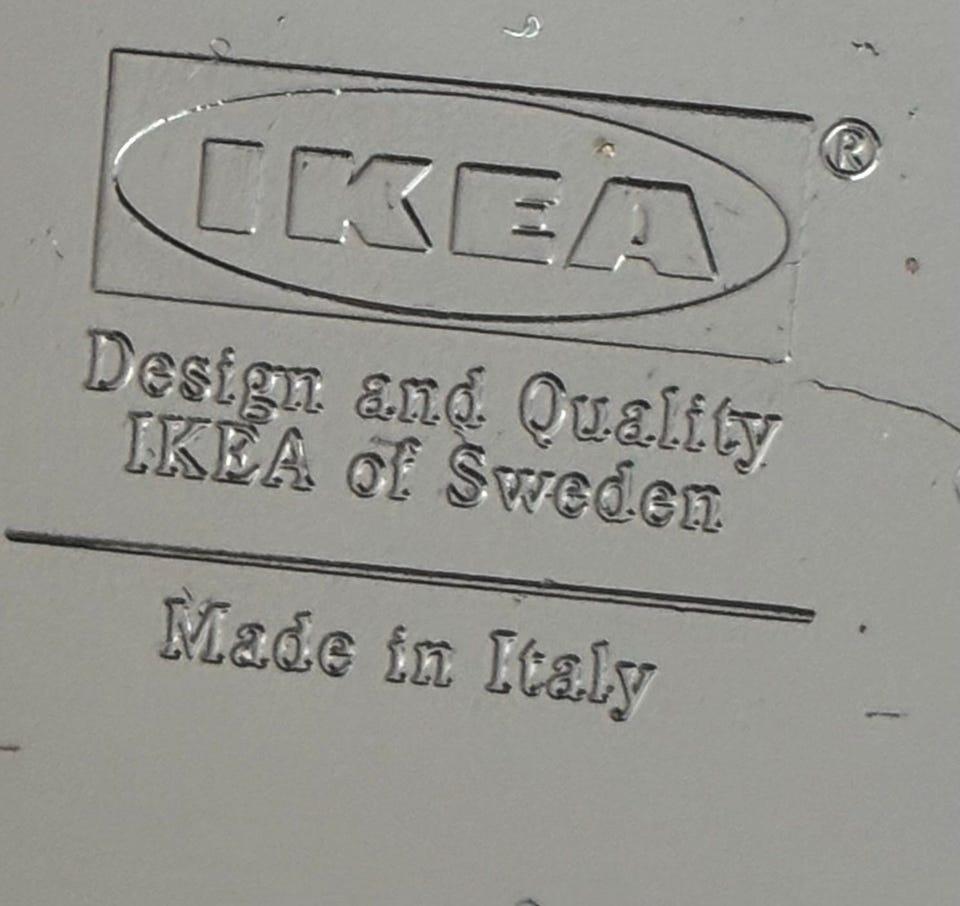 IKEA®
Design and Quality
IKEA of Sweden
Made in Italy